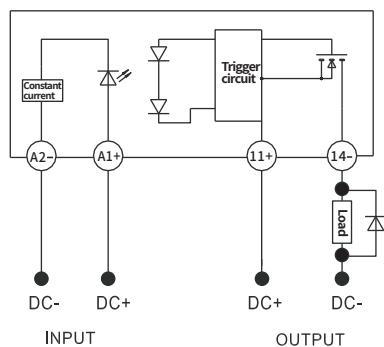 Constant
current
Trigger
circuit
A2−
A1+
11+
14−
Load
DC-
DC+
DC+
DC-
INPUT
OUTPUT